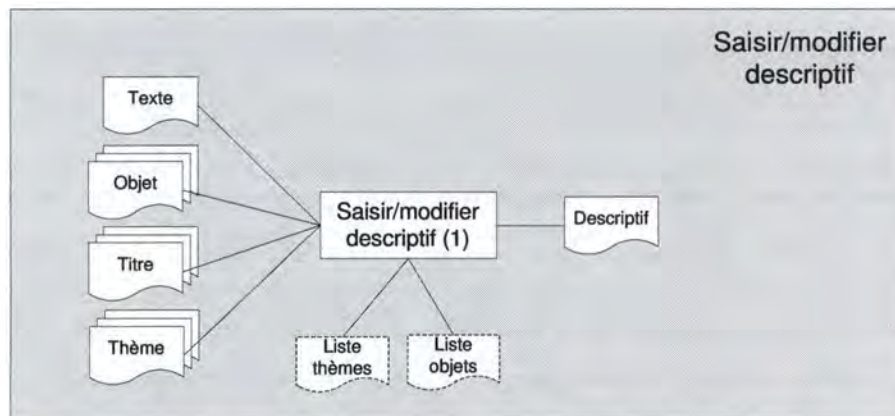 Saisir/modifier
descriptif
Texte
Objet
Titre
Thème
Saisir/modifier
descriptif (1)
Descriptif
Liste
thèmes
Liste
objets